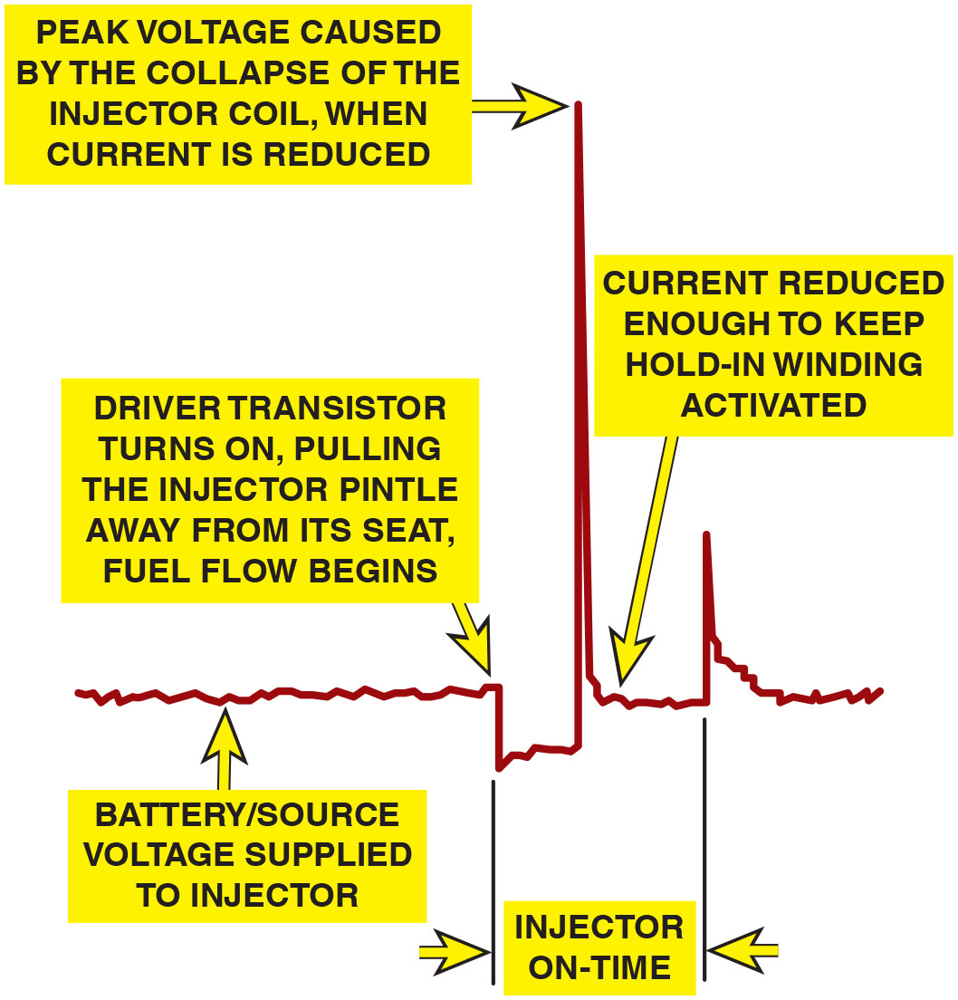 PEAK VOLTAGE CAUSED
BY THE COLLAPSE OF THE
INJECTOR COIL, WHEN
CURRENT IS REDUCED
CURRENT REDUCED
ENOUGH TO KEEP
HOLD-IN WINDING
ACTIVATED
DRIVER TRANSISTOR
TURNS ON, PULLING
THE INJECTOR PINTLE
AWAY FROM ITS SEAT,
FUEL FLOW BEGINS
BATTERY/SOURCE
VOLTAGE SUPPLIED
TO INJECTOR
INJECTOR
ON-TIME